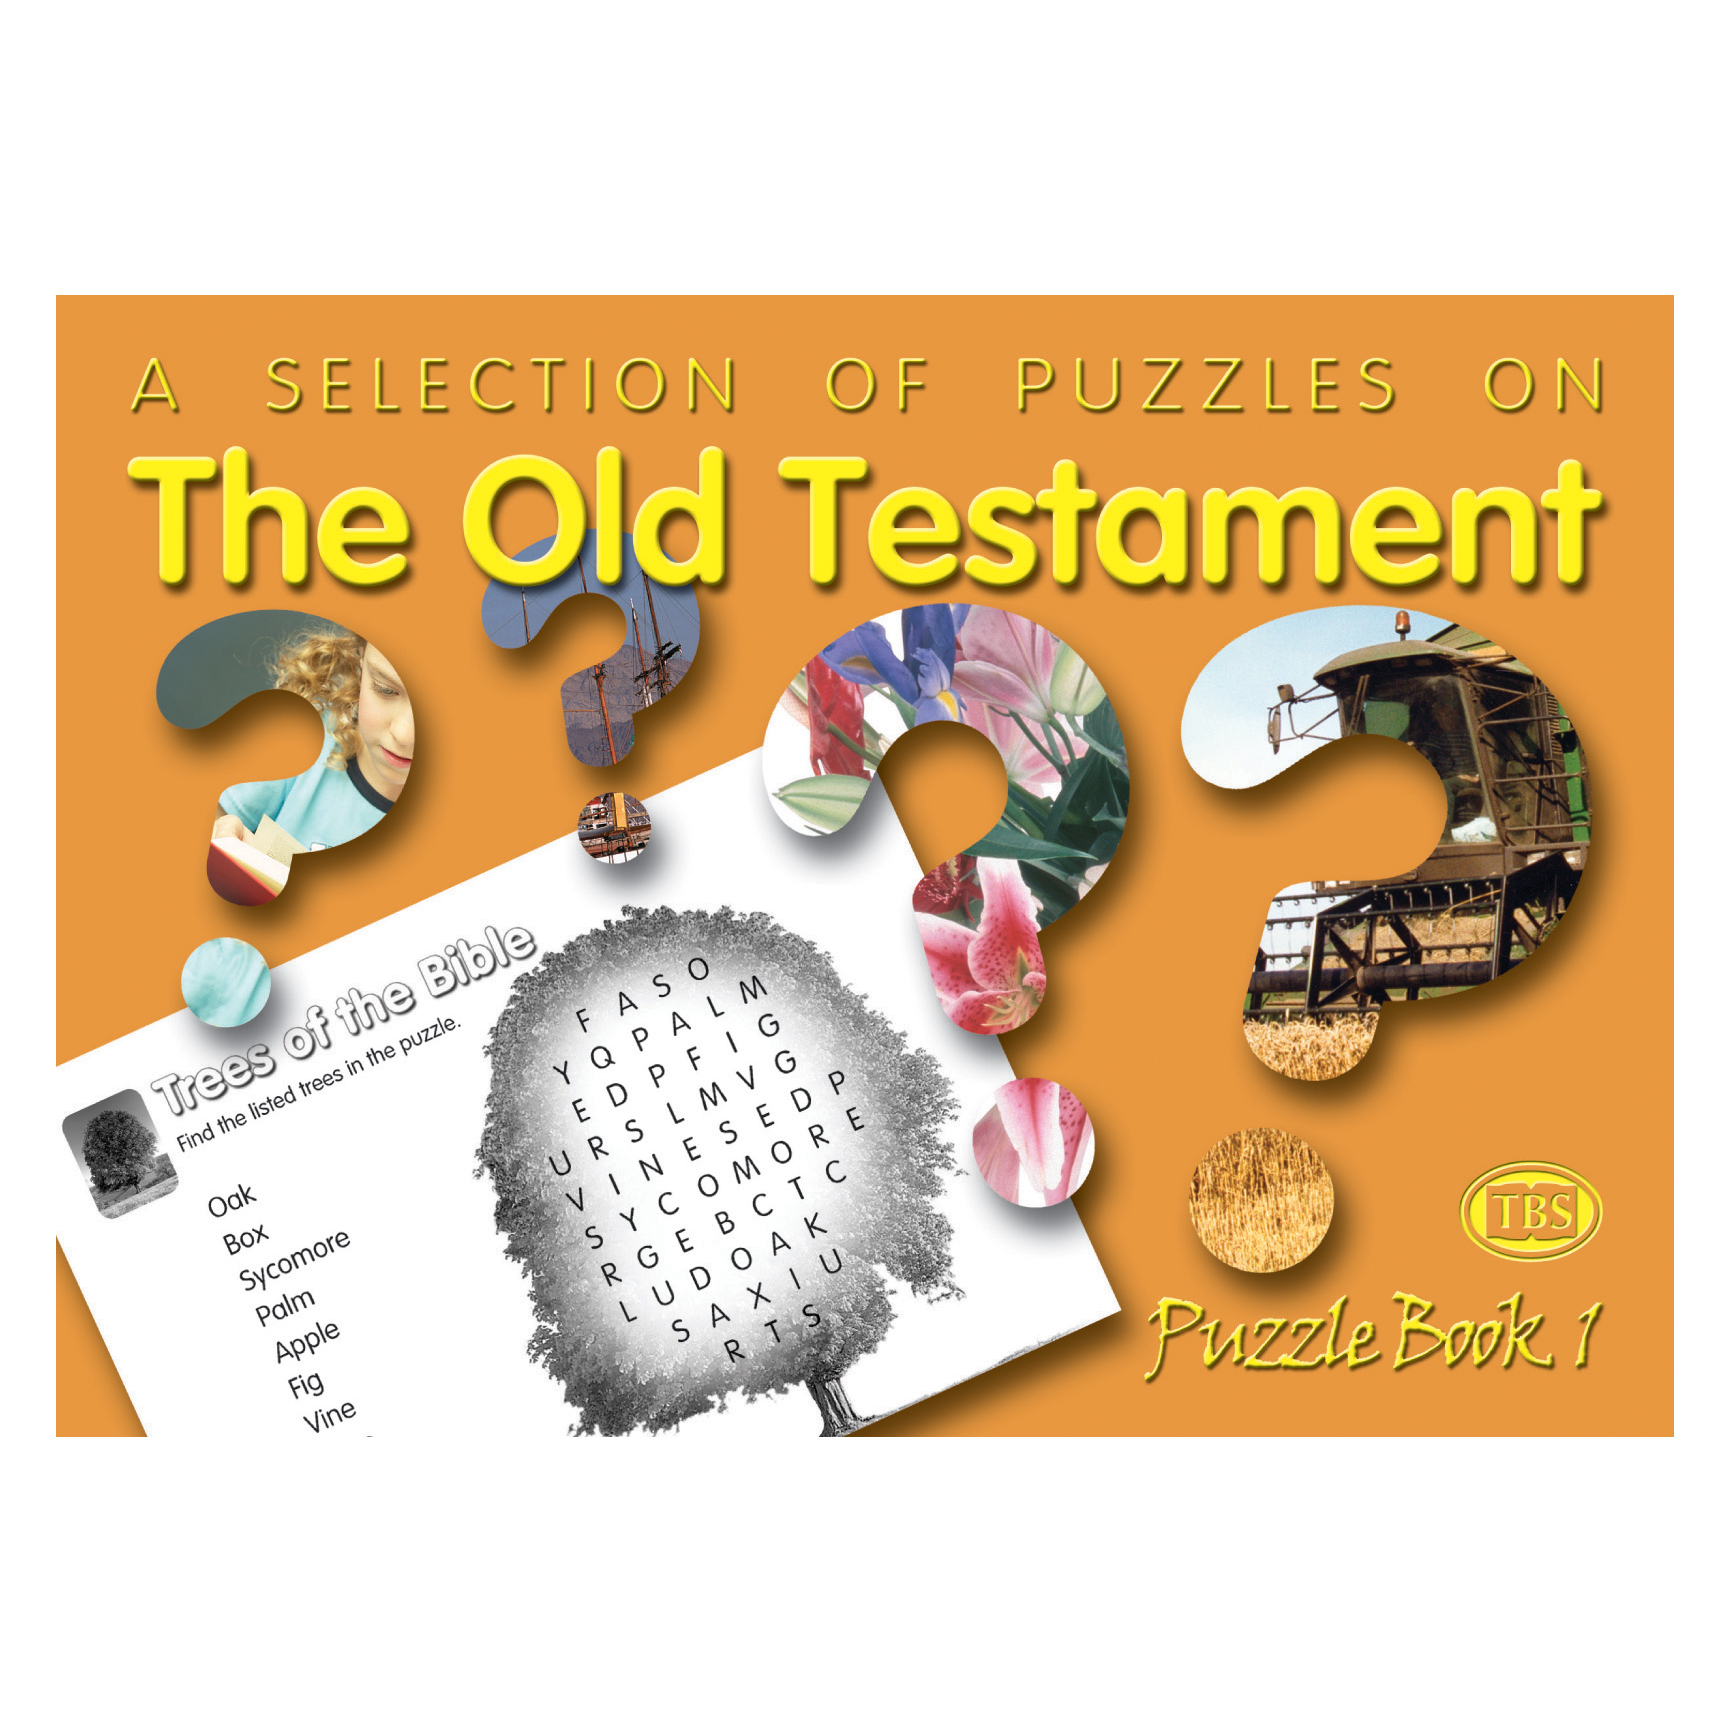 A SELECTION OF PUZZLES ON
The Old Testament
Trees of the Bible
Find the listed trees in the puzzle.
Oak
Box
Sycomore
Palm
Apple
Fig
Vine
F A S O
Y Q P A L M
E D P F I G
U R S L M V G
V I N E S E D P
S Y C O M O R E
R G E B C T C
L U D O A K
S A X I U
R T S
TBS
Puzzle Book 1